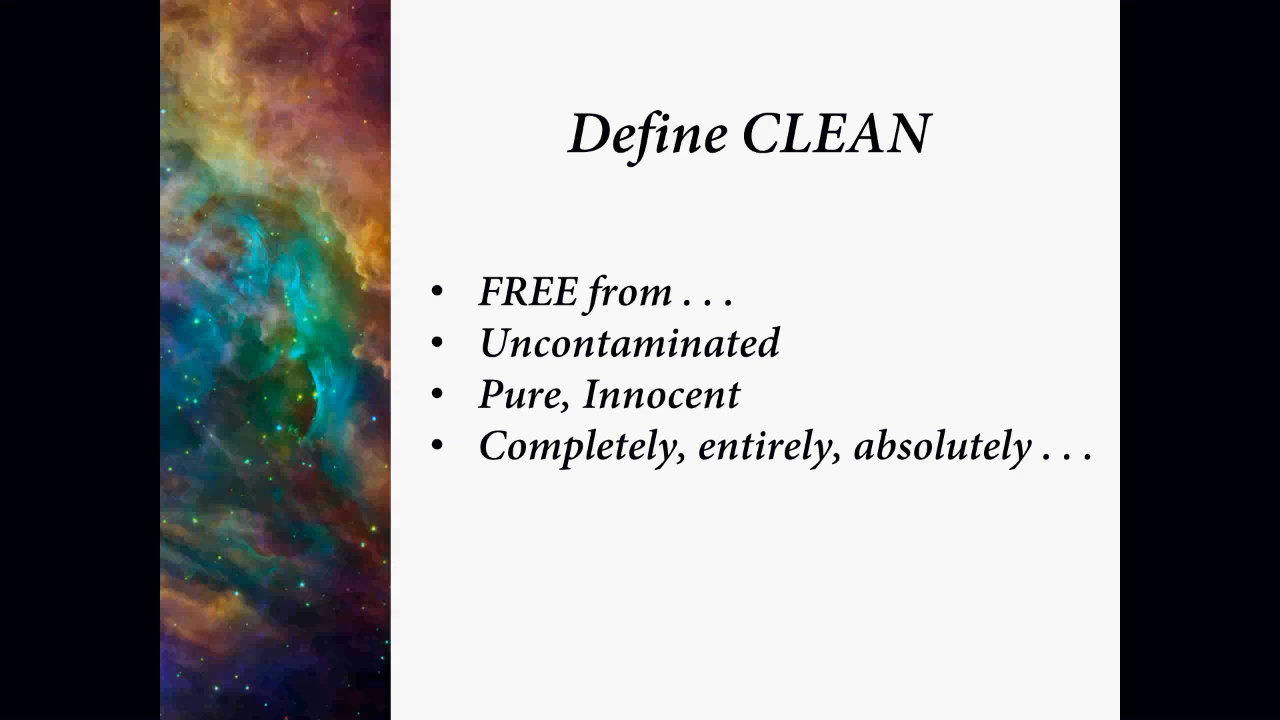 Define CLEAN
• FREE from . . .
• Uncontaminated
• Pure, Innocent
• Completely, entirely, absolutely . . .